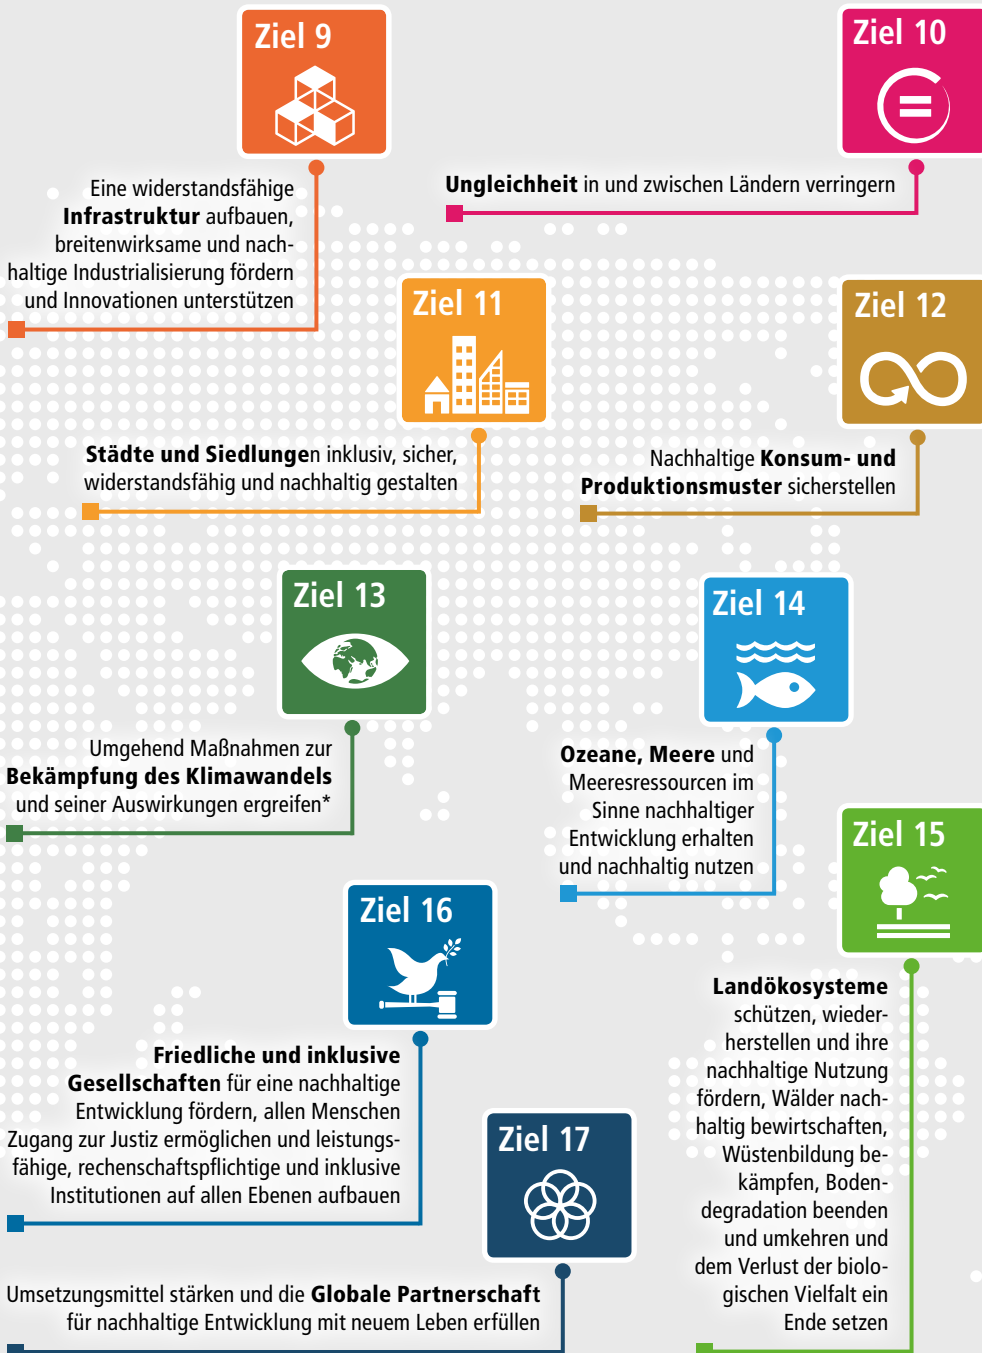 Ziel 9
Eine widerstandsfähige
Infrastruktur aufbauen,
breitenwirksame und nach-
haltige Industrialisierung fördern
und Innovationen unterstützen
Ziel 10
Ungleichheit in und zwischen Ländern verringern
Ziel 11
Städte und Siedlungen inklusiv, sicher,
widerstandsfähig und nachhaltig gestalten
Ziel 12
Nachhaltige Konsum- und
Produktionsmuster sicherstellen
Ziel 13
Umgehend Maßnahmen zur
Bekämpfung des Klimawandels
und seiner Auswirkungen ergreifen*
Ziel 14
Ozeane, Meere und
Meeresressourcen im
Sinne nachhaltiger
Entwicklung erhalten
und nachhaltig nutzen
Ziel 15
Landökosysteme
schützen, wieder-
herstellen und ihre
nachhaltige Nutzung
fördern, Wälder nach-
haltig bewirtschaften,
Wüstenbildung be-
kämpfen, Boden-
degradation beenden
und umkehren und
dem Verlust der biolo-
gischen Vielfalt ein
Ende setzen
Ziel 16
Friedliche und inklusive
Gesellschaften für eine nachhaltige
Entwicklung fördern, allen Menschen
Zugang zur Justiz ermöglichen und leistungs-
fähige, rechenschaftspflichtige und inklusive
Institutionen auf allen Ebenen aufbauen
Ziel 17
Umsetzungsmittel stärken und die Globale Partnerschaft
für nachhaltige Entwicklung mit neuem Leben erfüllen